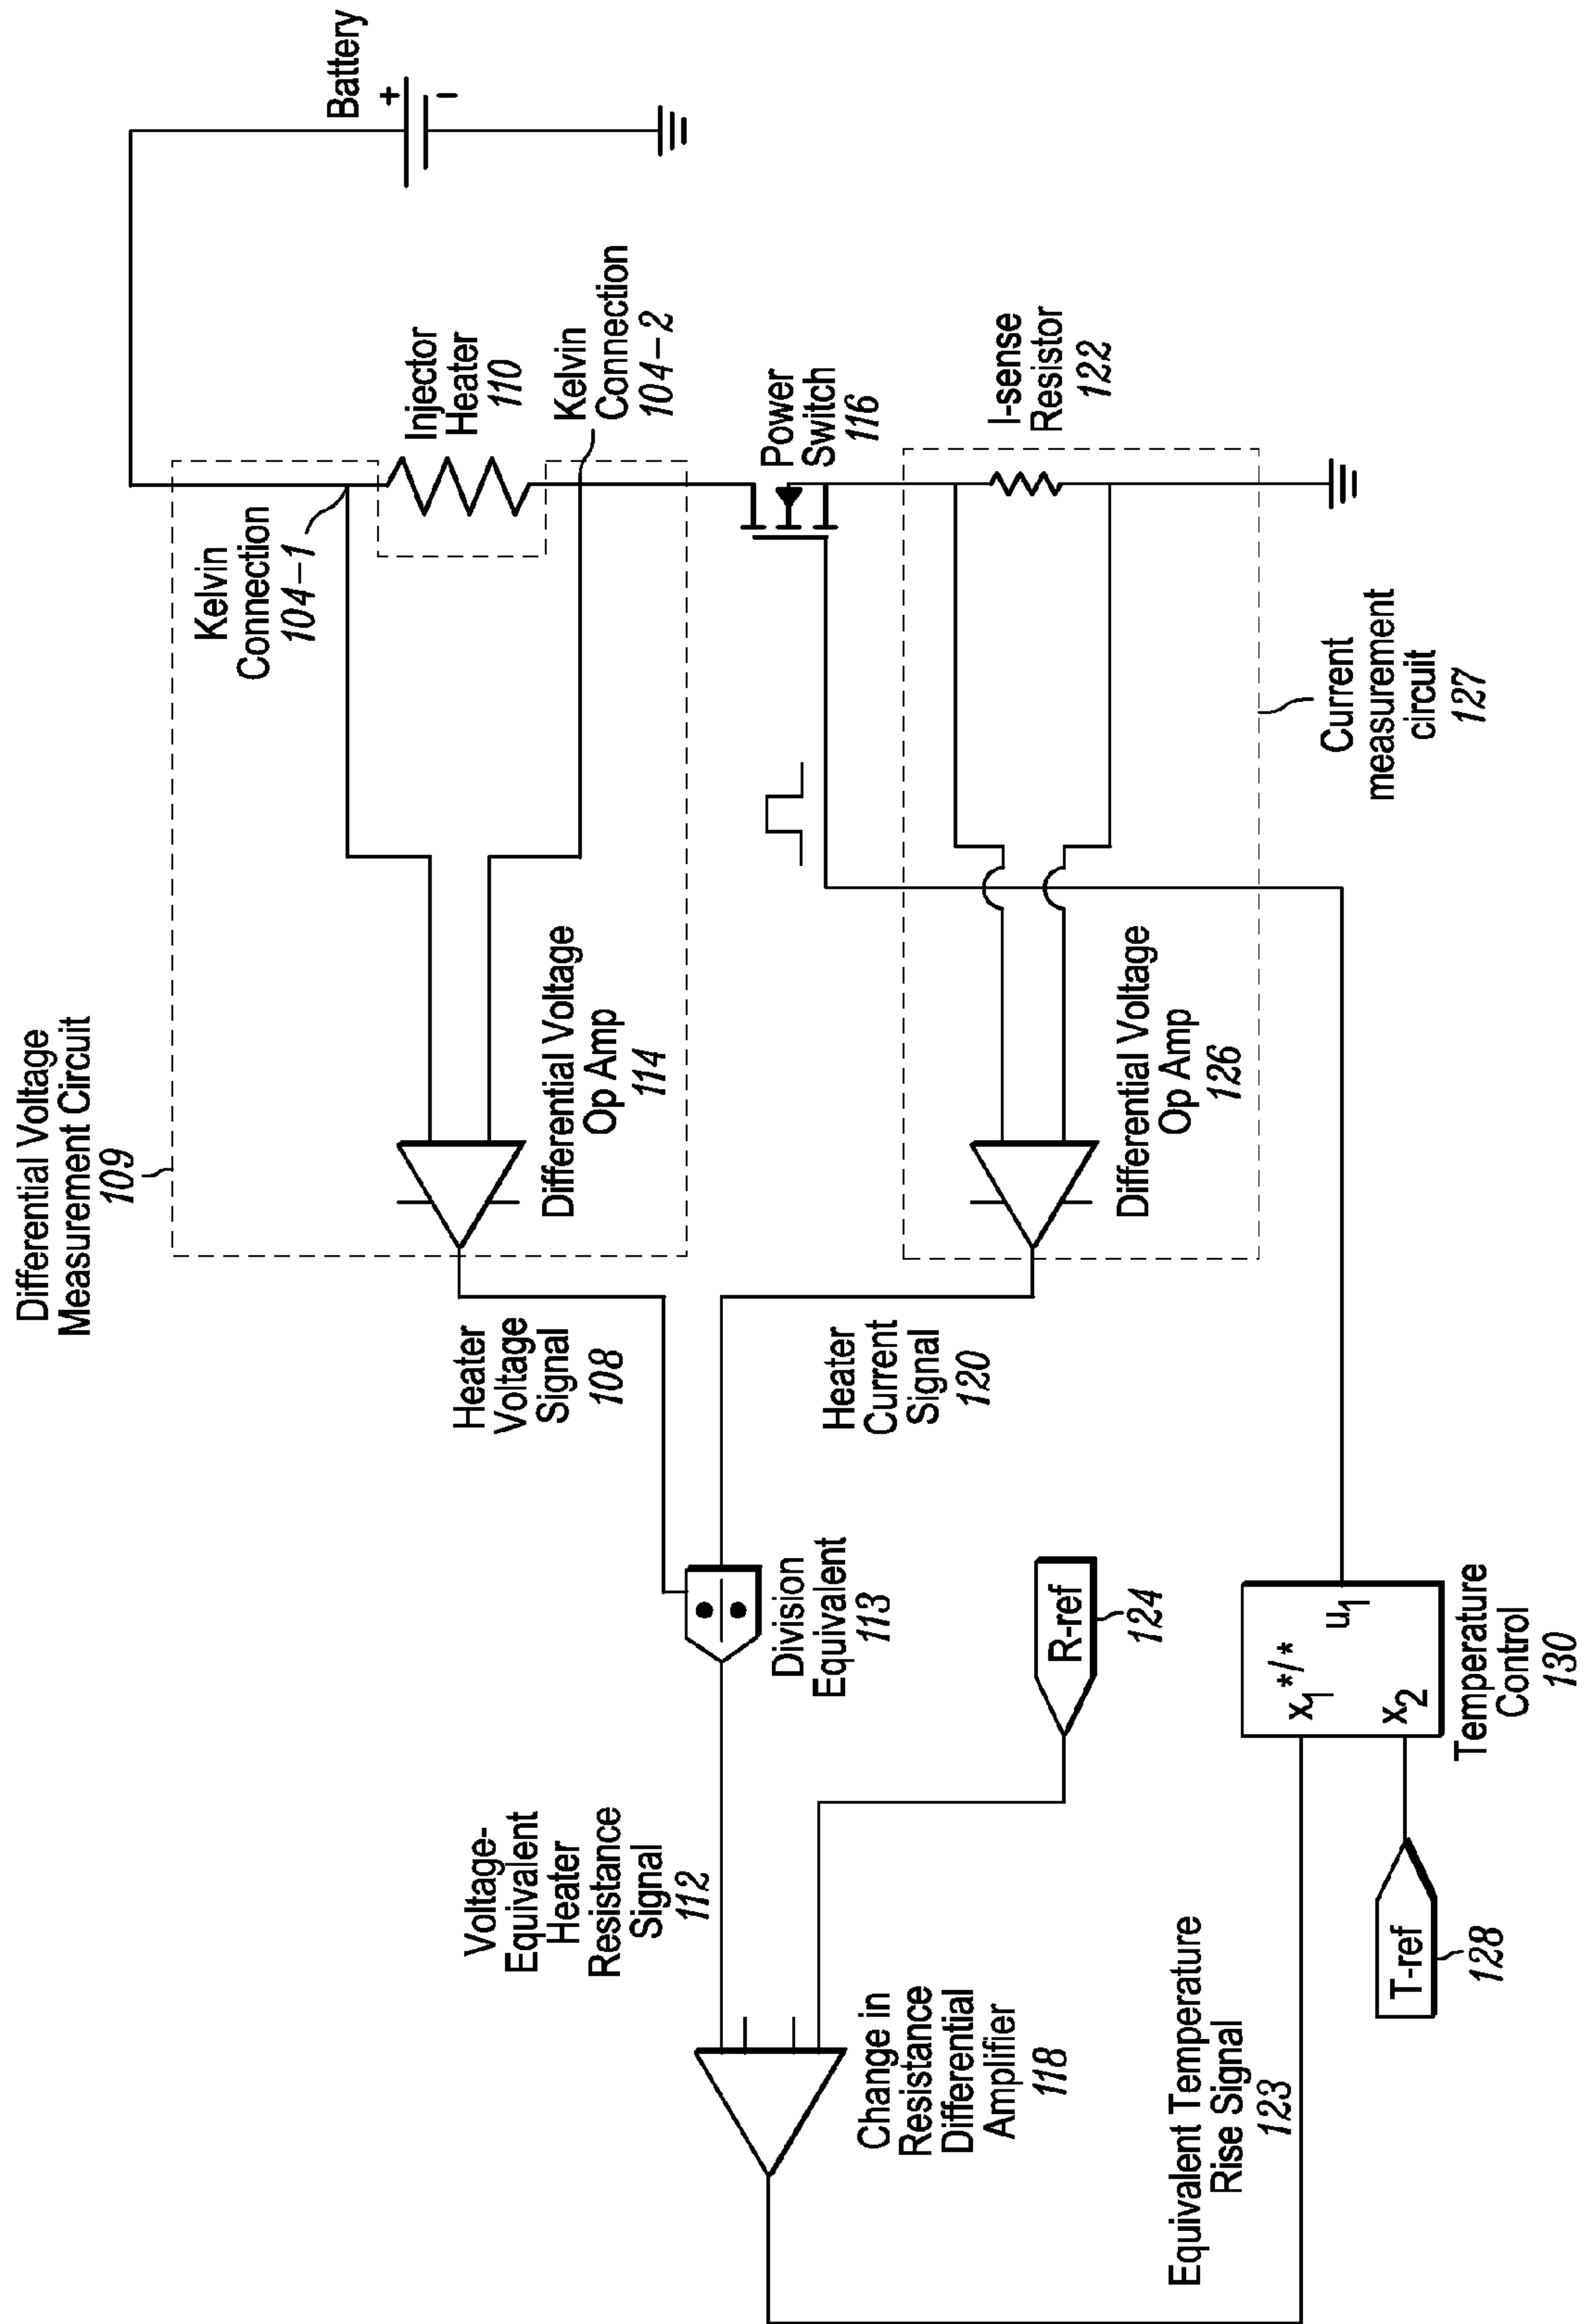 Differential Voltage
Measurement Circuit
109
Kelvin
Connection
104-1
Battery
+
-
Injector
Heater
110
Kelvin
Connection
104-2
Differential Voltage
Op Amp
114
Heater
Voltage
Signal
108
Power
Switch
116
I-sense
Resistor
122
Differential Voltage
Op Amp
126
Current
measurement
circuit
127
Heater
Current
Signal
120
Division
Equivalent
113
Voltage-
Equivalent
Heater
Resistance
Signal
112
R-ref
124
Change in
Resistance
Differential
Amplifier
118
Equivalent Temperature
Rise Signal
123
x1 */*
u1
x2
Temperature
Control
130
T-ref
128